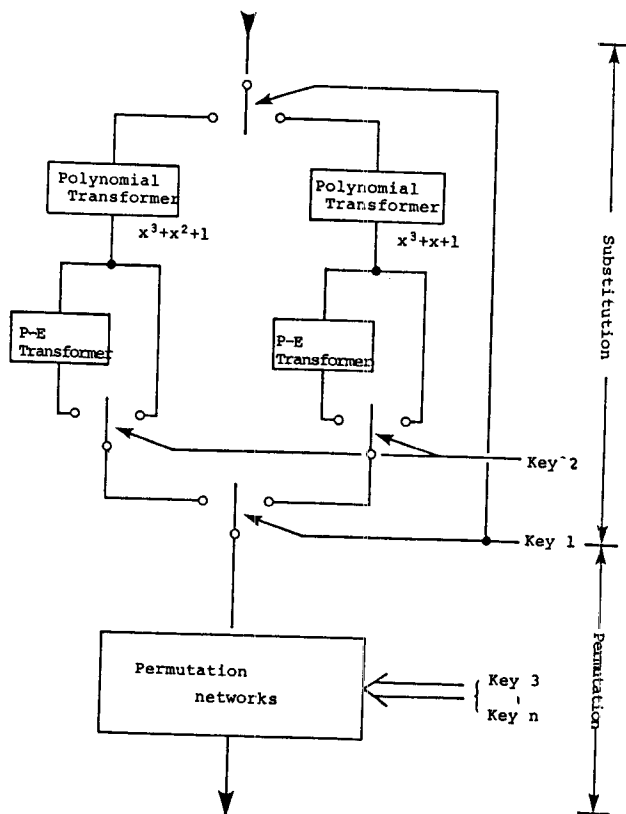 Polynomial
Transformer
x³+x²+1
Polynomial
Transformer
x³+x+1
P-E
Transformer
P-E
Transformer
Key 2
Key 1
Substitution
Permutation
networks
Key 3
Key n
Permutation